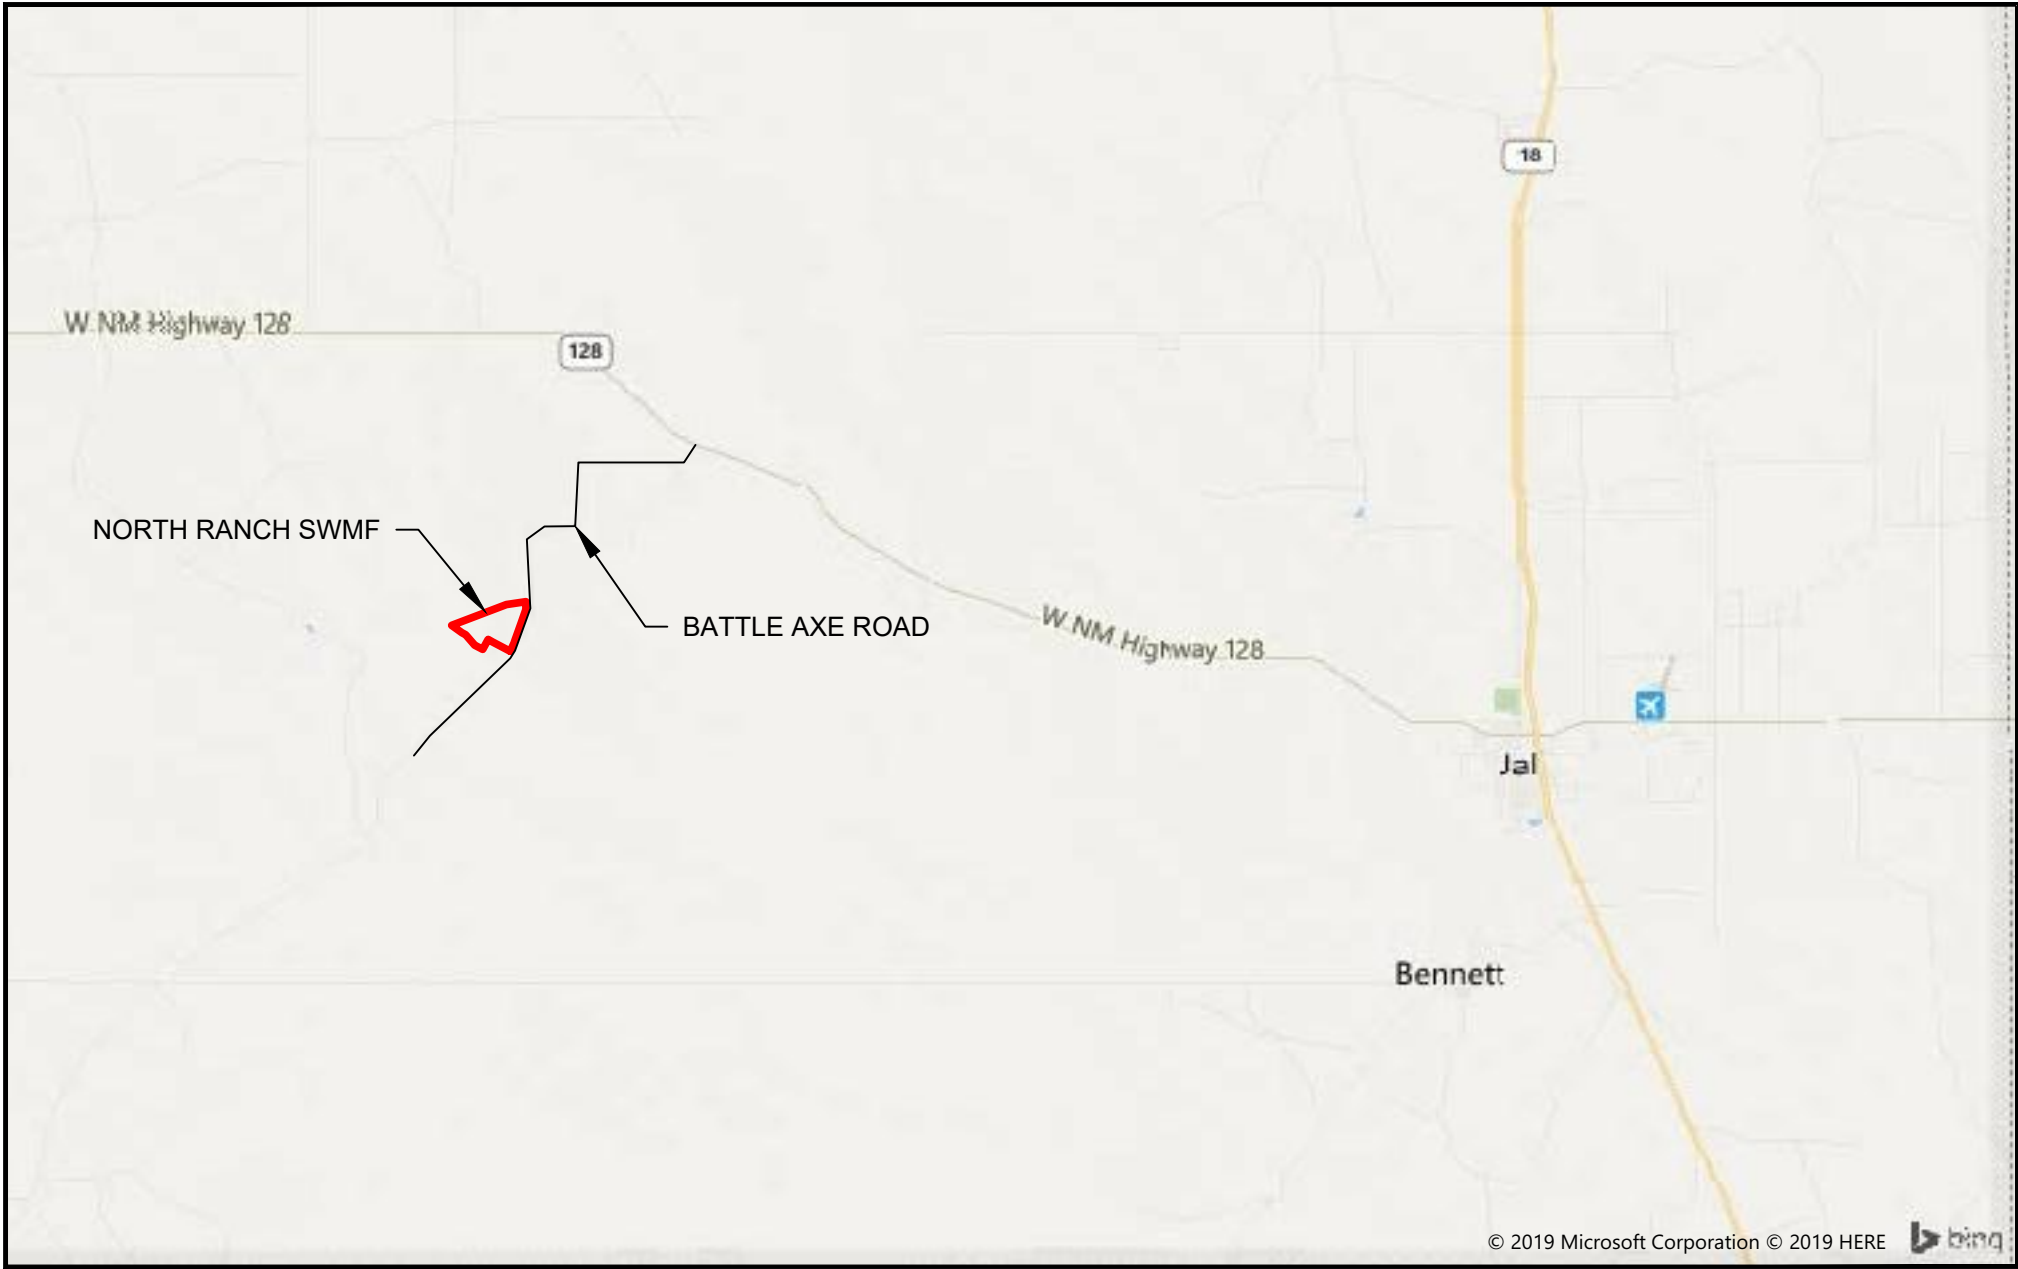 18
W NM Highway 128
128
NORTH RANCH SWMF
BATTLE AXE ROAD
W NM Highway 128
Jal
Bennett
© 2019 Microsoft Corporation © 2019 HERE
bing